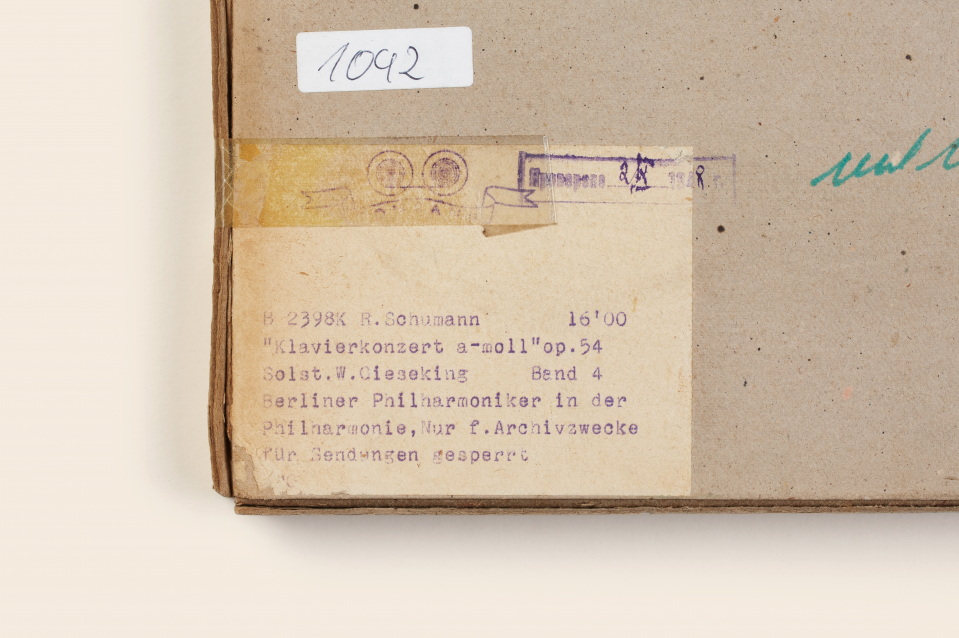 1092
B 2398K R.Schumann 16'00
"Klavierkonzert a-moll"op.54
Solst.W.Gieseking Band 4
Berliner Philharmoniker in der
Philharmonie,Nur f.Archivzwecke
für Sendungen gesperrt